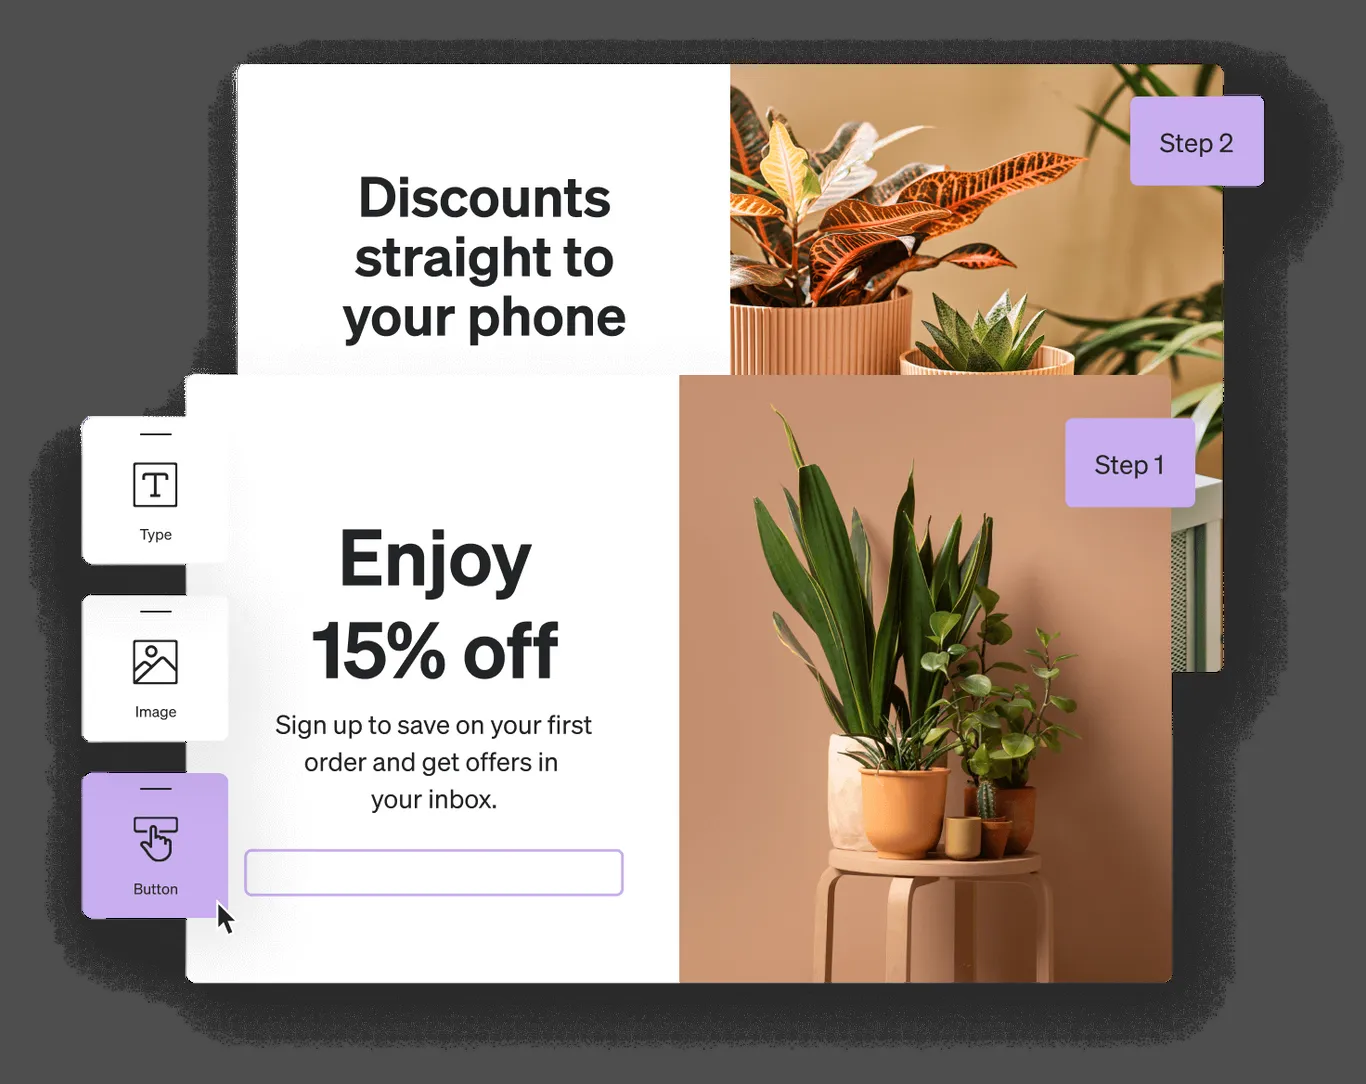 Step 2
Discounts
straight to
your phone
Step 1
Type
Enjoy
15% off
Image
Sign up to save on your first
order and get offers in
your inbox.
Button